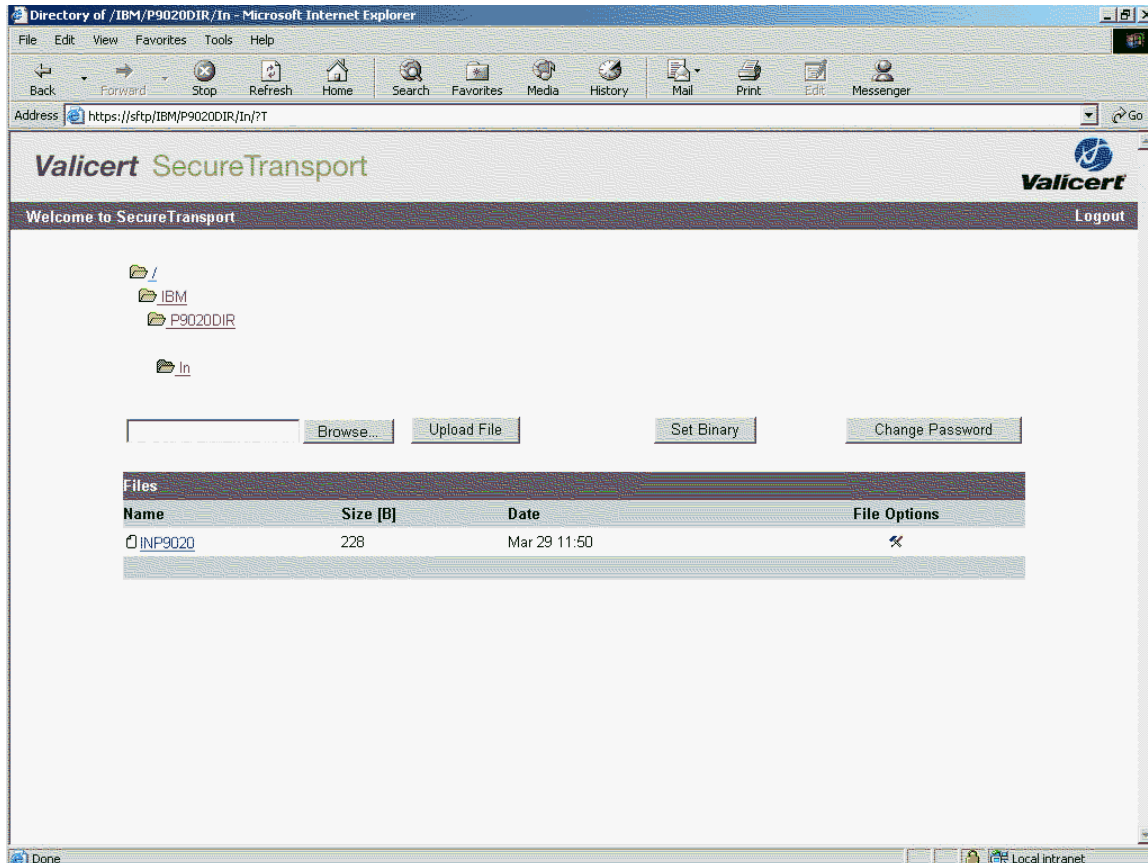 Directory of /IBM/P9020DIR/In - Microsoft Internet Explorer
File Edit View Favorites Tools Help
Back Forward Stop Refresh Home Search Favorites Media History Mail Print Edit Messenger
Address https://sftp/IBM/P9020DIR/In/?T Go
Valicert SecureTransport
Valicert
Welcome to SecureTransport Logout
/
IBM
P9020DIR
In
Browse... Upload File Set Binary Change Password
Files
Name Size [B] Date File Options
INP9020 228 Mar 29 11:50
Done Local intranet